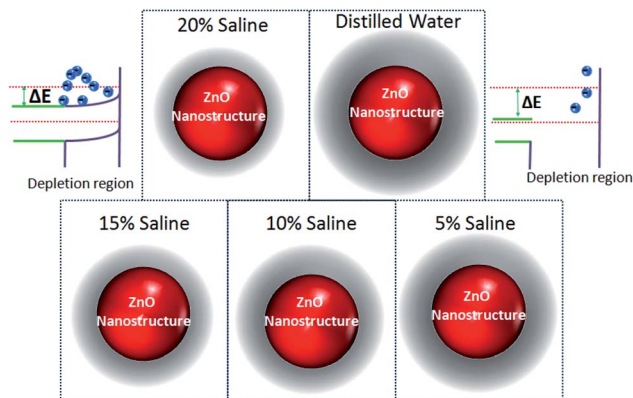 20% Saline
Distilled Water
ΔE
ZnO
Nanostructure
ZnO
Nanostructure
ΔE
Depletion region
Depletion region
15% Saline
10% Saline
5% Saline
ZnO
Nanostructure
ZnO
Nanostructure
ZnO
Nanostructure